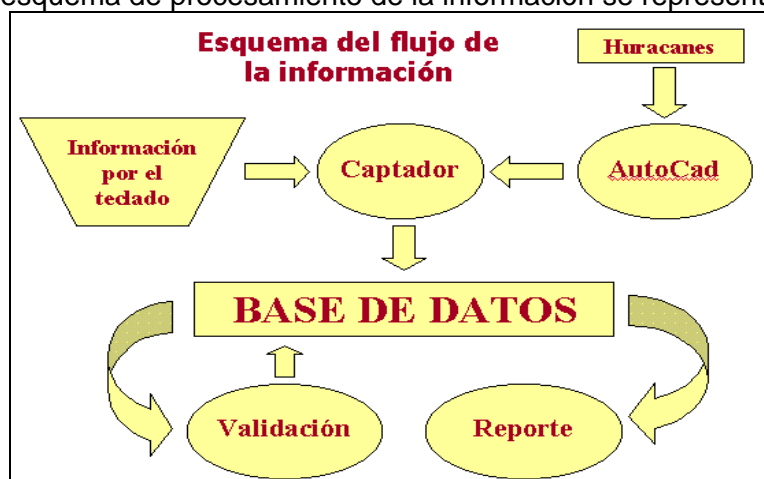 esquema de procesamiento de la información se represent
Esquema del flujo de
la información
Huracanes
Información
por el
teclado
Captador
AutoCad
BASE DE DATOS
Validación
Reporte